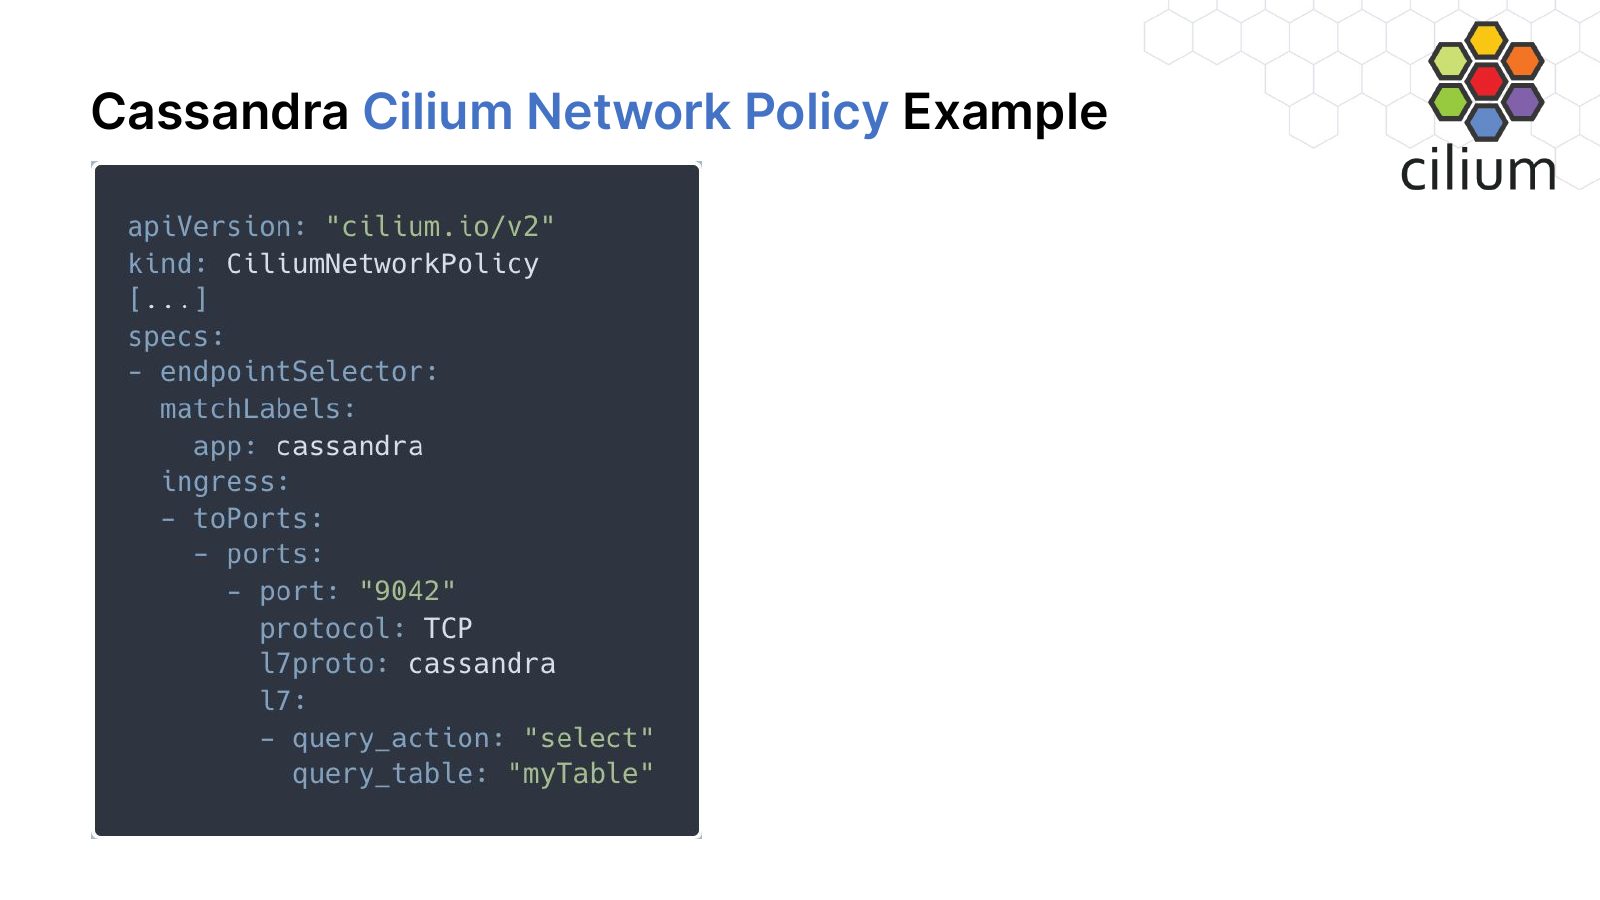 Cassandra Cilium Network Policy Example
cilium
apiVersion: "cilium.io/v2"
kind: CiliumNetworkPolicy
[...]
specs:
- endpointSelector:
  matchLabels:
    app: cassandra
  ingress:
  - toPorts:
    - ports:
      - port: "9042"
        protocol: TCP
        l7proto: cassandra
        l7:
        - query_action: "select"
          query_table: "myTable"